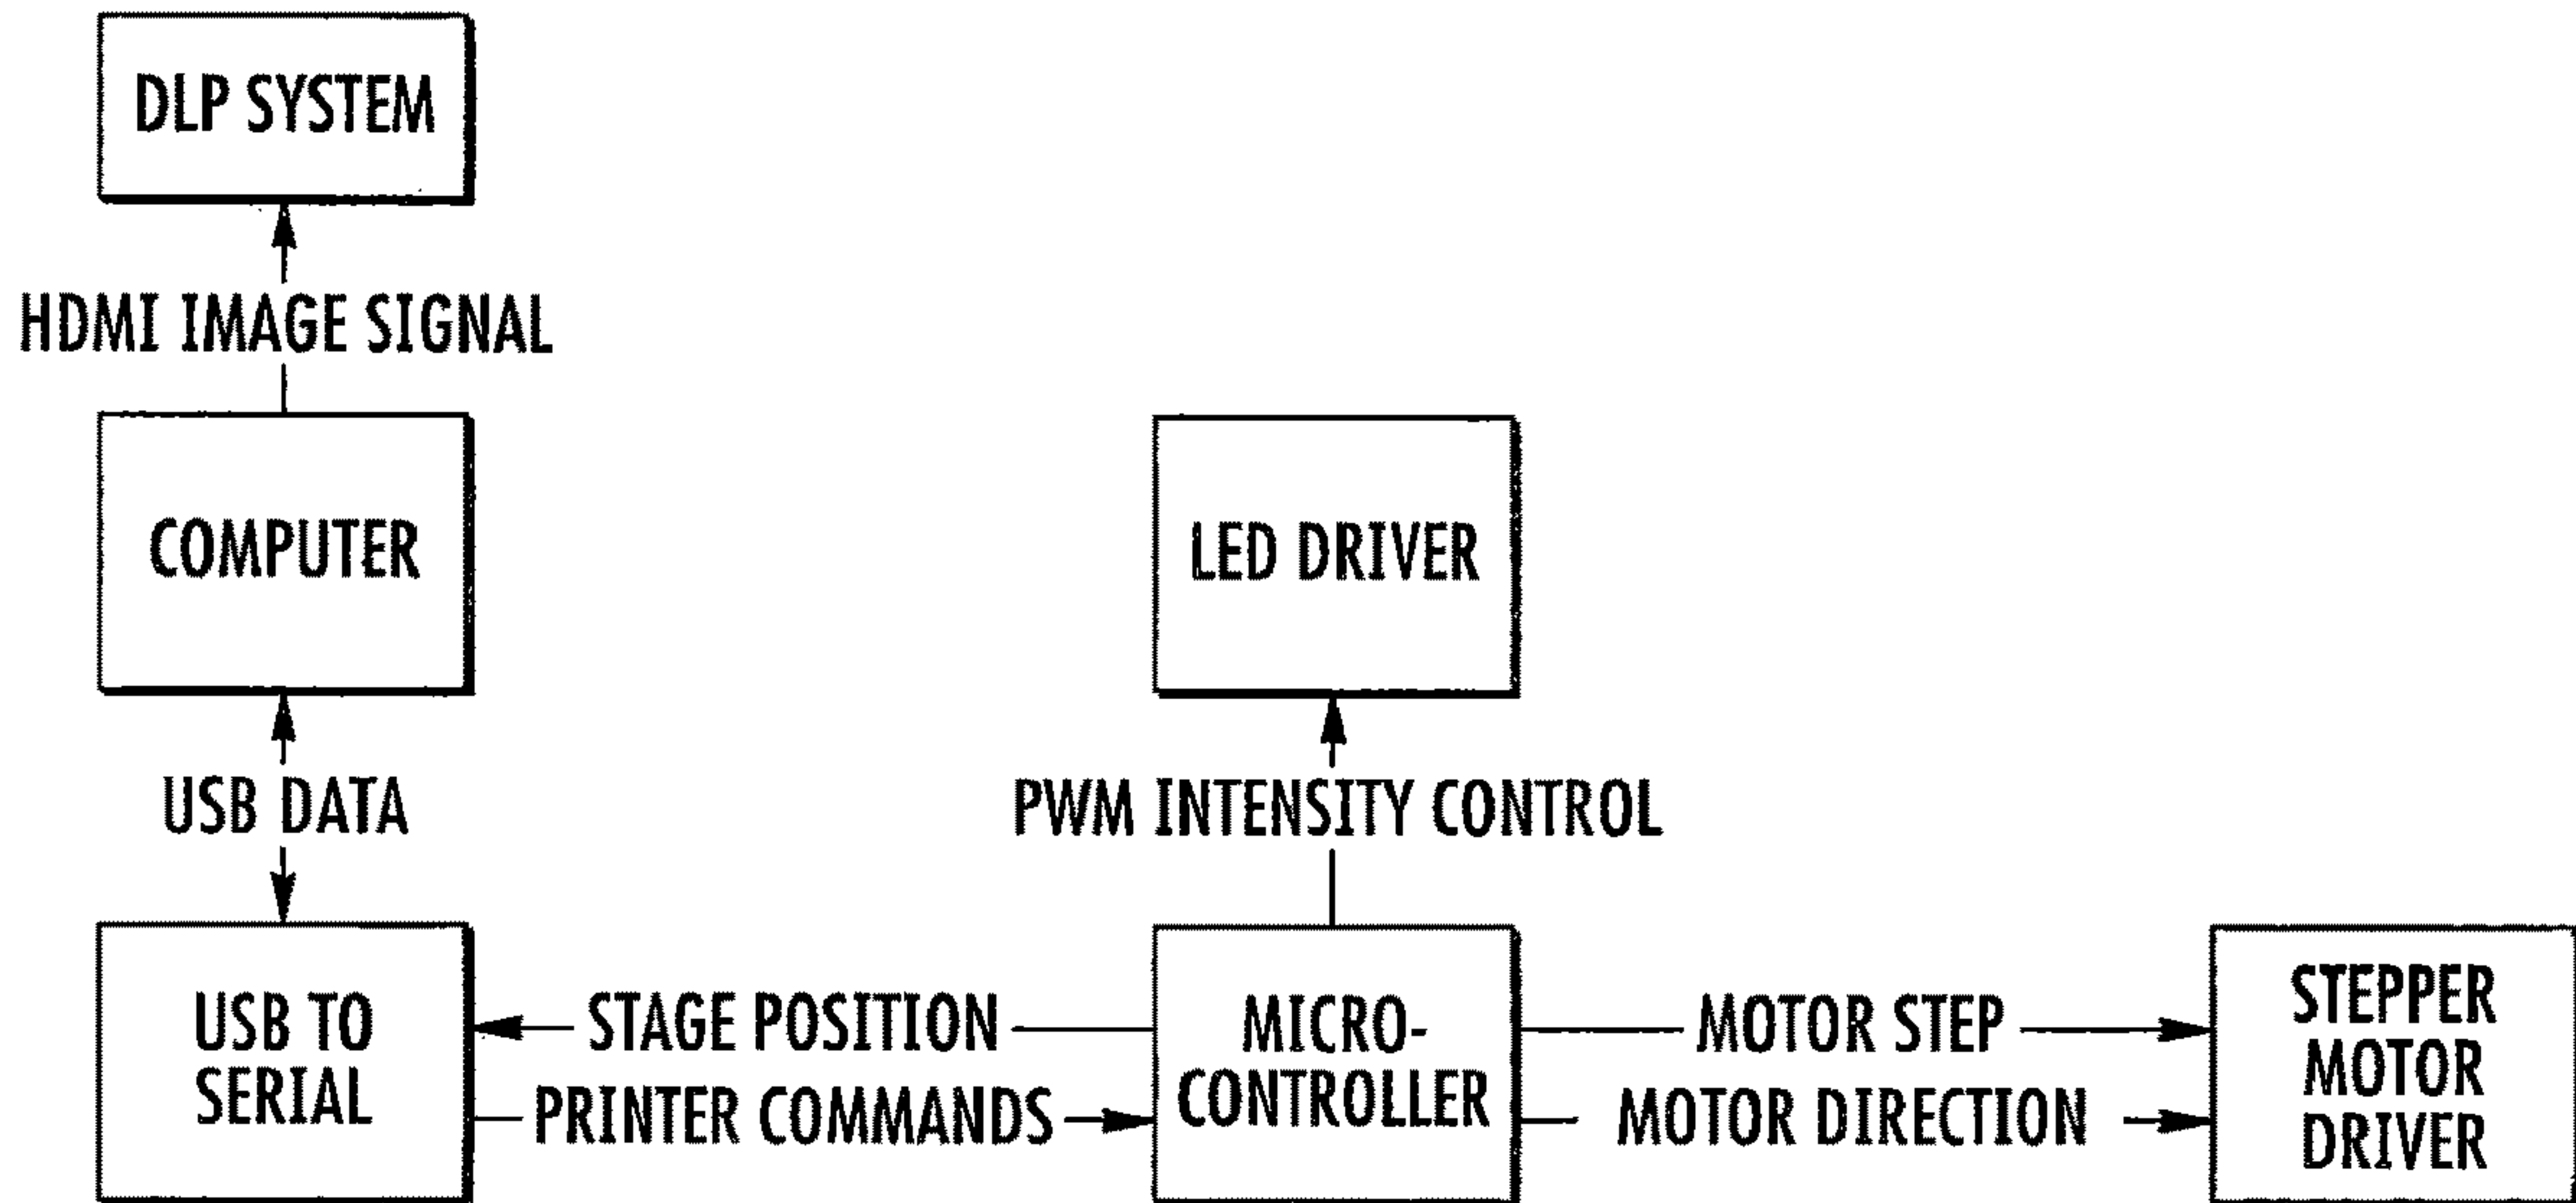 DLP SYSTEM
HDMI IMAGE SIGNAL
COMPUTER
LED DRIVER
USB DATA
PWM INTENSITY CONTROL
USB TO
SERIAL
STAGE POSITION
PRINTER COMMANDS
MICRO-
CONTROLLER
MOTOR STEP
MOTOR DIRECTION
STEPPER
MOTOR
DRIVER